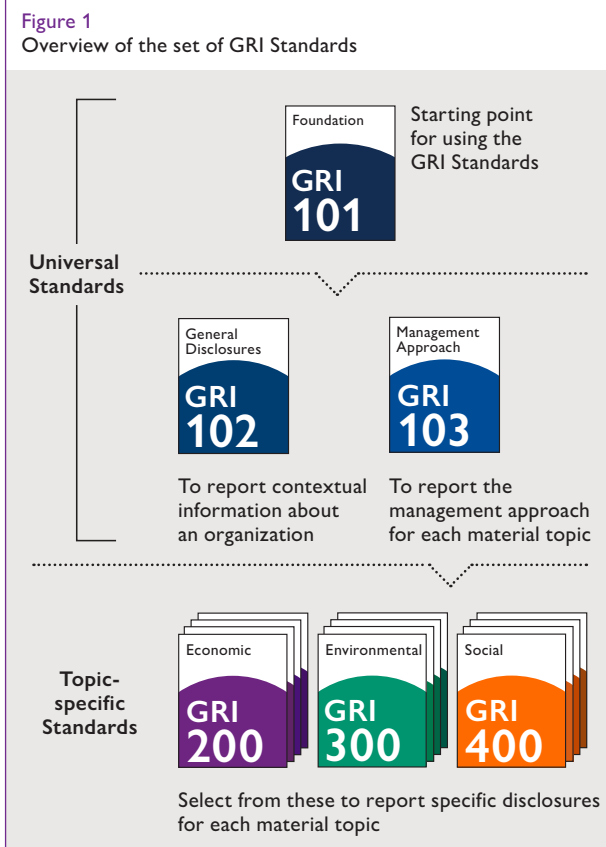 Figure 1
Overview of the set of GRI Standards
Foundation
GRI
101
Starting point
for using the
GRI Standards
Universal
Standards
General
Disclosures
GRI
102
To report contextual
information about
an organization
Management
Approach
GRI
103
To report the
management approach
for each material topic
Topic-
specific
Standards
Economic
GRI
200
Environmental
GRI
300
Social
GRI
400
Select from these to report specific disclosures
for each material topic